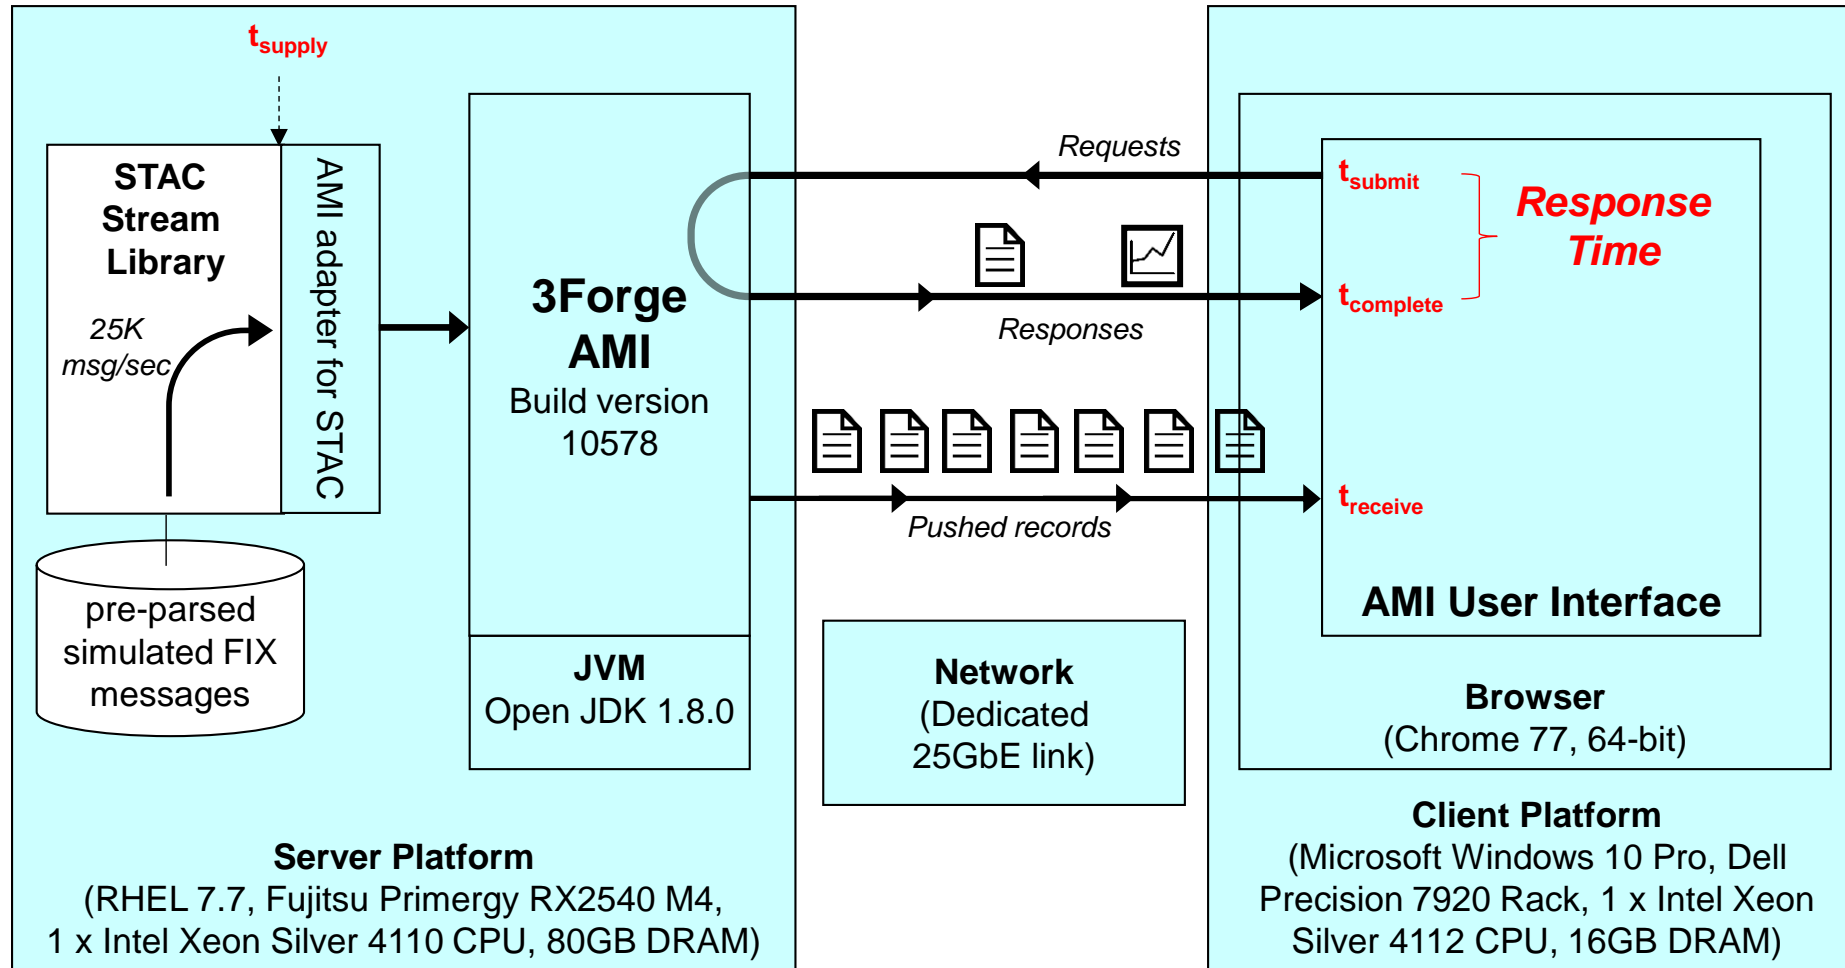 t supply
STAC
Stream
Library
25K
msg/sec
AMI adapter for STAC
pre-parsed
simulated FIX
messages
3Forge
AMI
Build version
10578
JVM
Open JDK 1.8.0
Server Platform
(RHEL 7.7, Fujitsu Primergy RX2540 M4,
1 x Intel Xeon Silver 4110 CPU, 80GB DRAM)
Requests
Responses
Pushed records
Network
(Dedicated
25GbE link)
t submit
Response
Time
t complete
t receive
AMI User Interface
Browser
(Chrome 77, 64-bit)
Client Platform
(Microsoft Windows 10 Pro, Dell
Precision 7920 Rack, 1 x Intel Xeon
Silver 4112 CPU, 16GB DRAM)